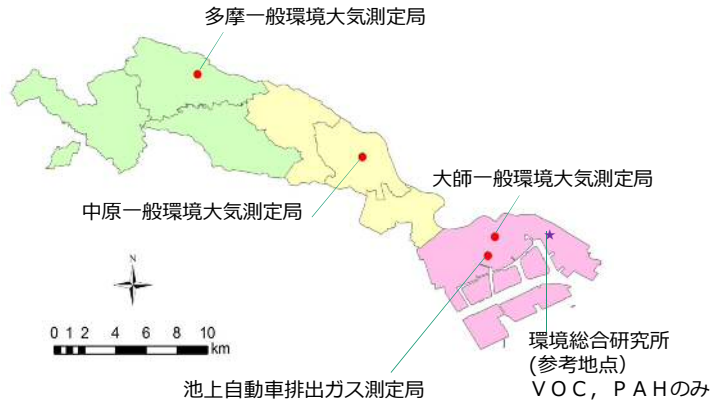 多摩一般環境大気測定局
大師一般環境大気測定局
中原一般環境大気測定局
N
0 1 2 4 6 8 10
km
環境総合研究所
(参考地点)
ＶＯＣ，ＰＡＨのみ
池上自動車排出ガス測定局